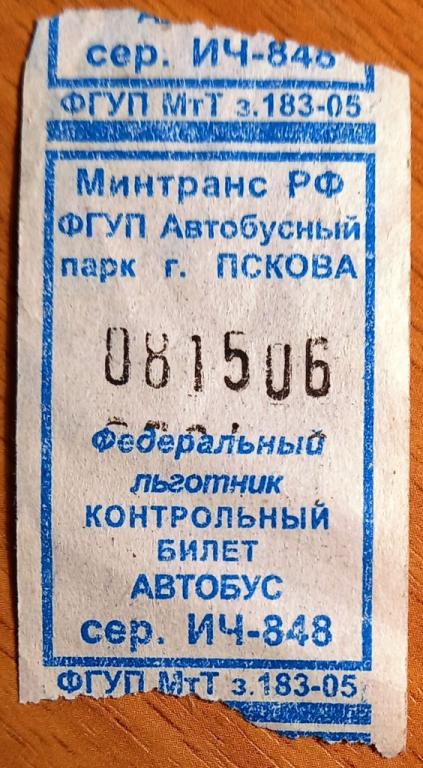 сер. ИЧ-848
ФГУП МтТ з.183-05
Минтранс РФ
ФГУП Автобусный
парк г. ПСКОВА
081506
Федеральный
льготник
КОНТРОЛЬНЫЙ
БИЛЕТ
АВТОБУС
сер. ИЧ-848
ФГУП МтТ з.183-05